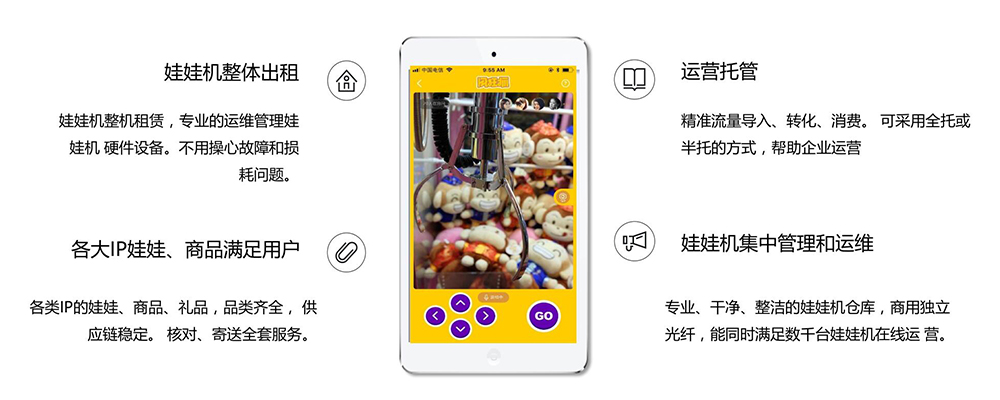 娃娃机整体出租
娃娃机整机租赁，专业的运维管理娃
娃机 硬件设备。不用操心故障和损
耗问题。
各大IP娃娃、商品满足用户
各类IP的娃娃、商品、礼品，品类齐全， 供
应链稳定。 核对、寄送全套服务。
中国电信
9:55 AM
GO
运营托管
精准流量导入、转化、消费。 可采用全托或
半托的方式，帮助企业运营
娃娃机集中管理和运维
专业、干净、整洁的娃娃机仓库，商用独立
光纤，能同时满足数千台娃娃机在线运 营。